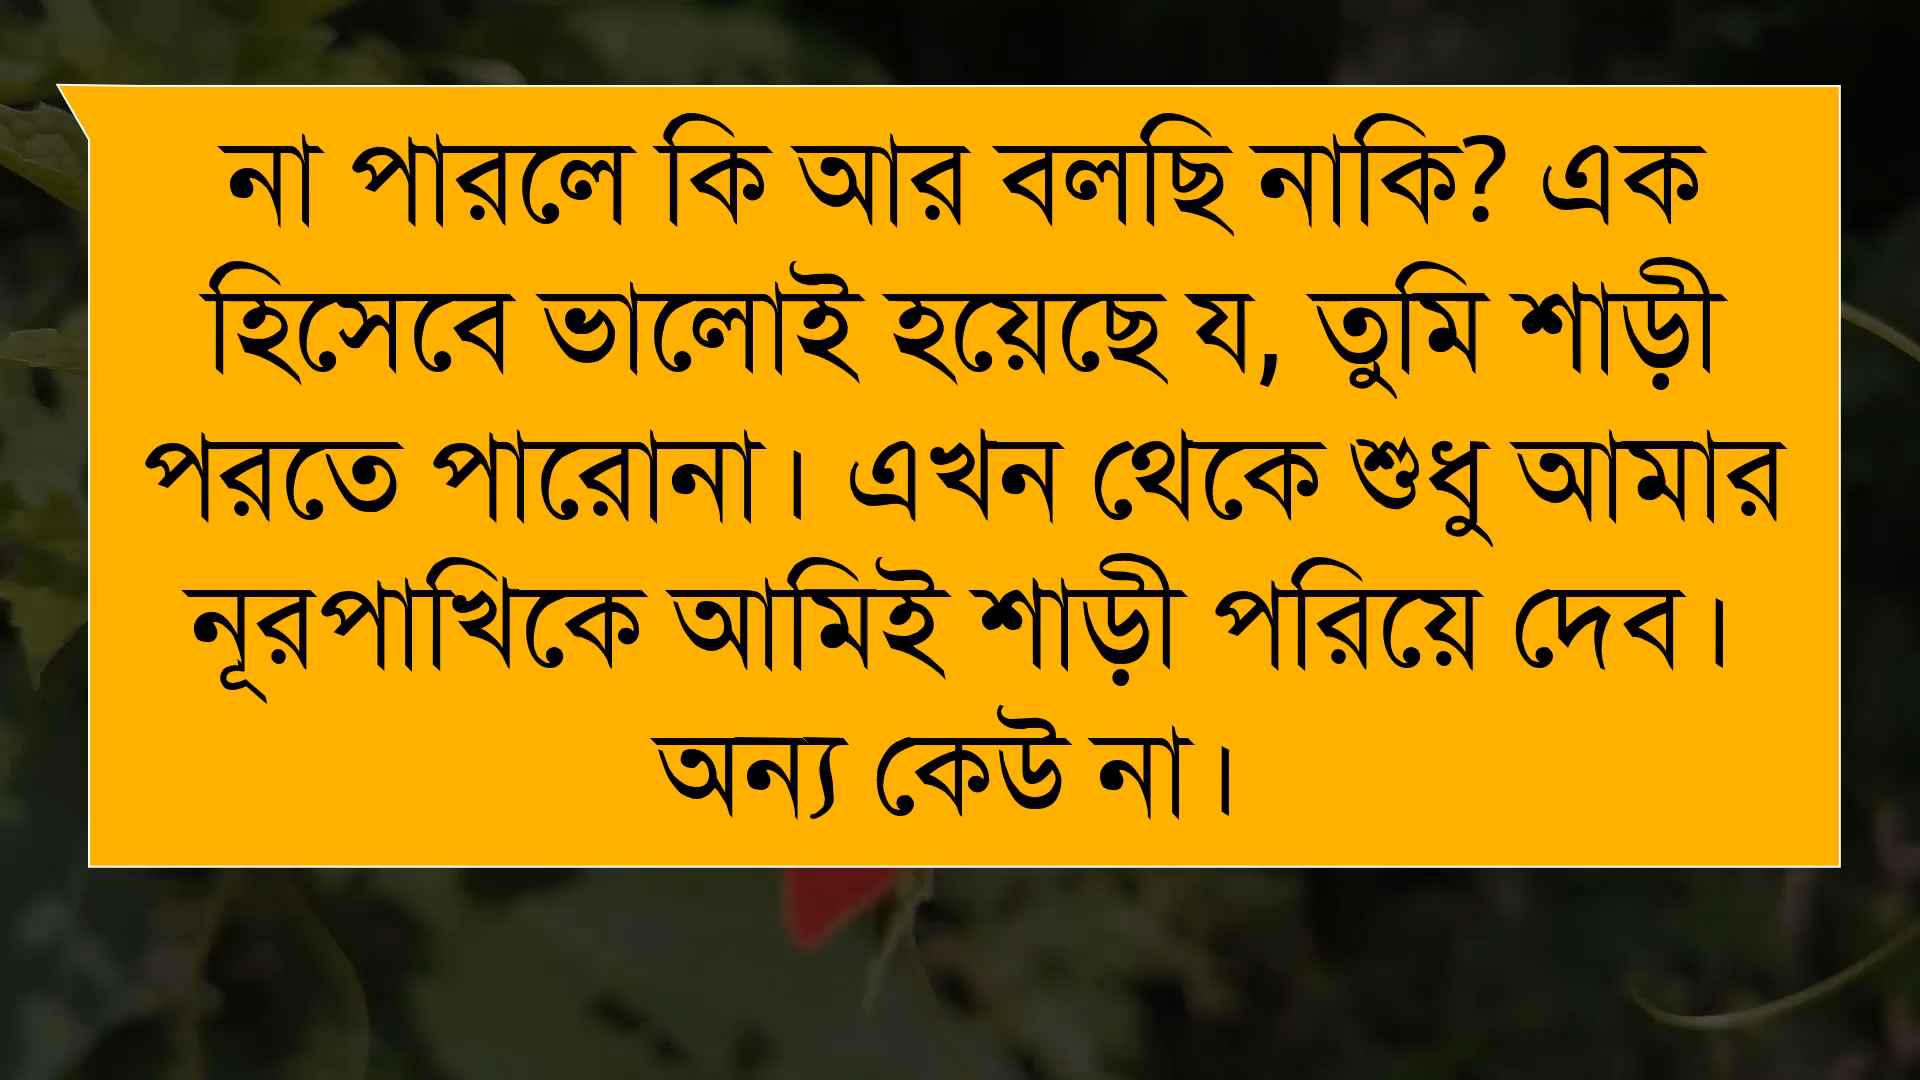 না পারলে কি আর বলছি নাকি? এক
হিসেবে ভালোই হয়েছে য, তুমি শাড়ী
পরতে পারোনা। এখন থেকে শুধু আমার
নূরপাখিকে আমিই শাড়ী পরিয়ে দেব।
অন্য কেউ না।